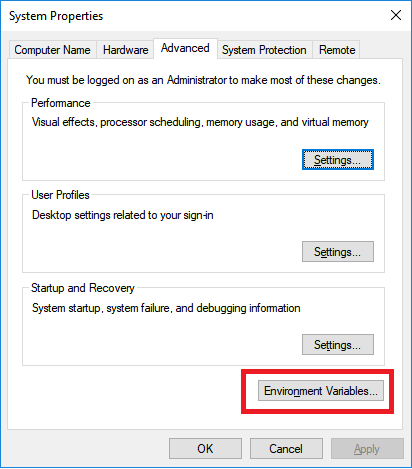 System Properties
Computer Name Hardware Advanced System Protection Remote
You must be logged on as an Administrator to make most of these changes.
Performance
Visual effects, processor scheduling, memory usage, and virtual memory
Settings...
User Profiles
Desktop settings related to your sign-in
Settings...
Startup and Recovery
System startup, system failure, and debugging information
Settings...
Environment Variables...
OK Cancel Apply